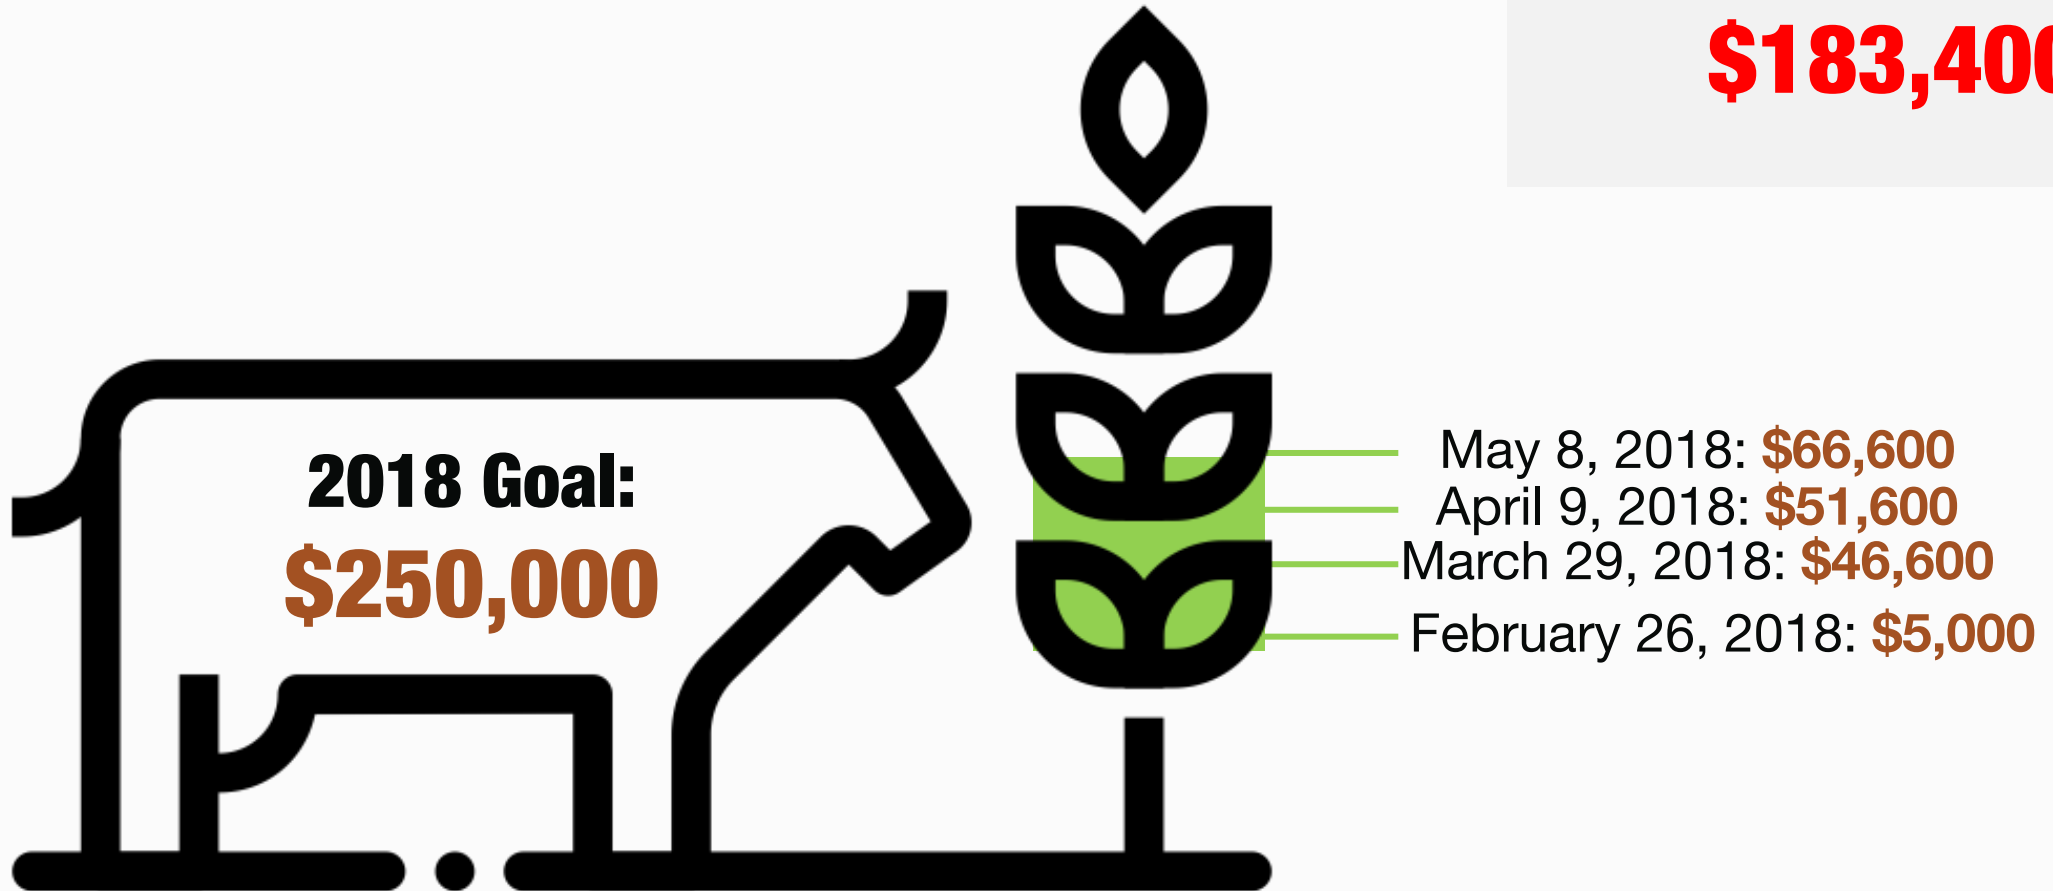 $183,400
2018 Goal:
$250,000
May 8, 2018: $66,600
April 9, 2018: $51,600
March 29, 2018: $46,600
February 26, 2018: $5,000